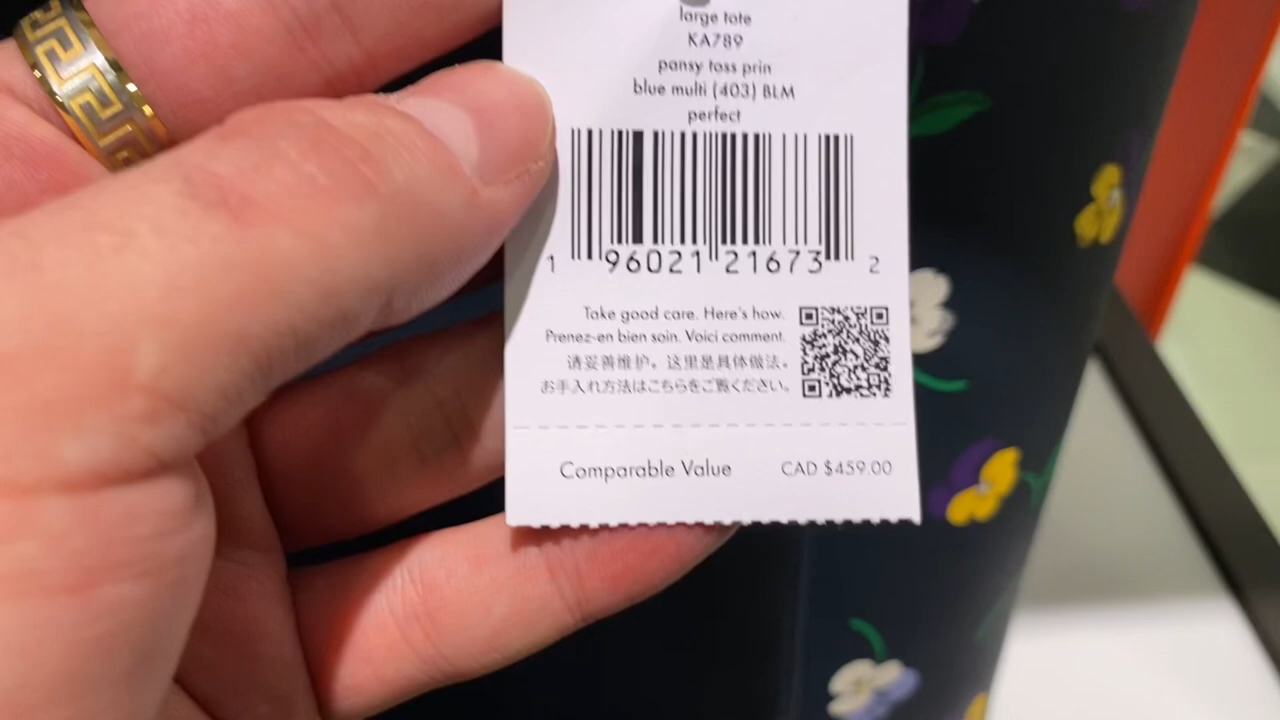 large tote
KA789
pansy toss prin
blue multi (403) BLM
perfect
1 96021 21673 2
Take good care. Here's how.
Prenez-en bien soin. Voici comment.
请妥善维护。这里是具体做法。
お手入れ方法はこちらをご覧ください。
Comparable Value CAD $459.00